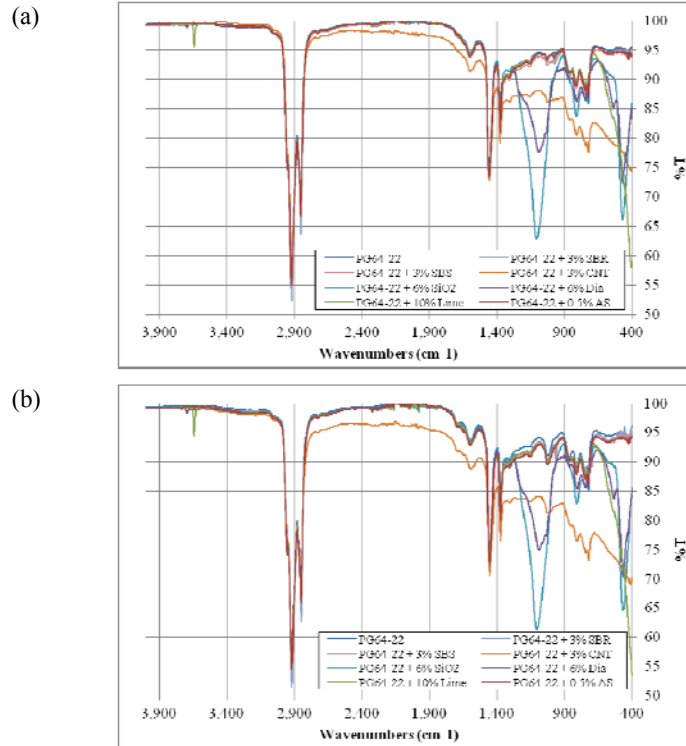 (a)
100
95
90
85
80
75
70
65
60
55
50
T%
PG64-22
PG64-22 + 3% SBR
PG64-22 + 3% SBS
PG64-22 + 3% CNT
PG64-22 + 6% SiO2
PG64-22 + 6% Dia
PG64-22 + 10% Lime
PG64-22 + 0.5% AS
3,900 3,400 2,900 2,400 1,900 1,400 900 400
Wavenumbers (cm-1)
(b)
100
95
90
85
80
75
70
65
60
55
50
T%
PG64-22
PG64-22 + 3% SBR
PG64-22 + 3% SBS
PG64-22 + 3% CNT
PG64-22 + 6% SiO2
PG64-22 + 6% Dia
PG64-22 + 10% Lime
PG64-22 + 0.5% AS
3,900 3,400 2,900 2,400 1,900 1,400 900 400
Wavenumbers (cm-1)